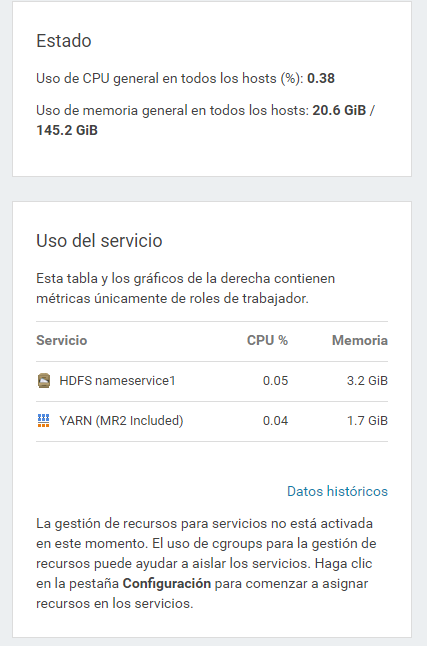 Estado
Uso de CPU general en todos los hosts (%): 0.38
Uso de memoria general en todos los hosts: 20.6 GiB /
145.2 GiB
Uso del servicio
Esta tabla y los gráficos de la derecha contienen
métricas únicamente de roles de trabajador.
Servicio CPU % Memoria
HDFS nameservice1 0.05 3.2 GiB
YARN (MR2 Included) 0.04 1.7 GiB
Datos históricos
La gestión de recursos para servicios no está activada
en este momento. El uso de cgroups para la gestión de
recursos puede ayudar a aislar los servicios. Haga clic
en la pestaña Configuración para comenzar a asignar
recursos en los servicios.